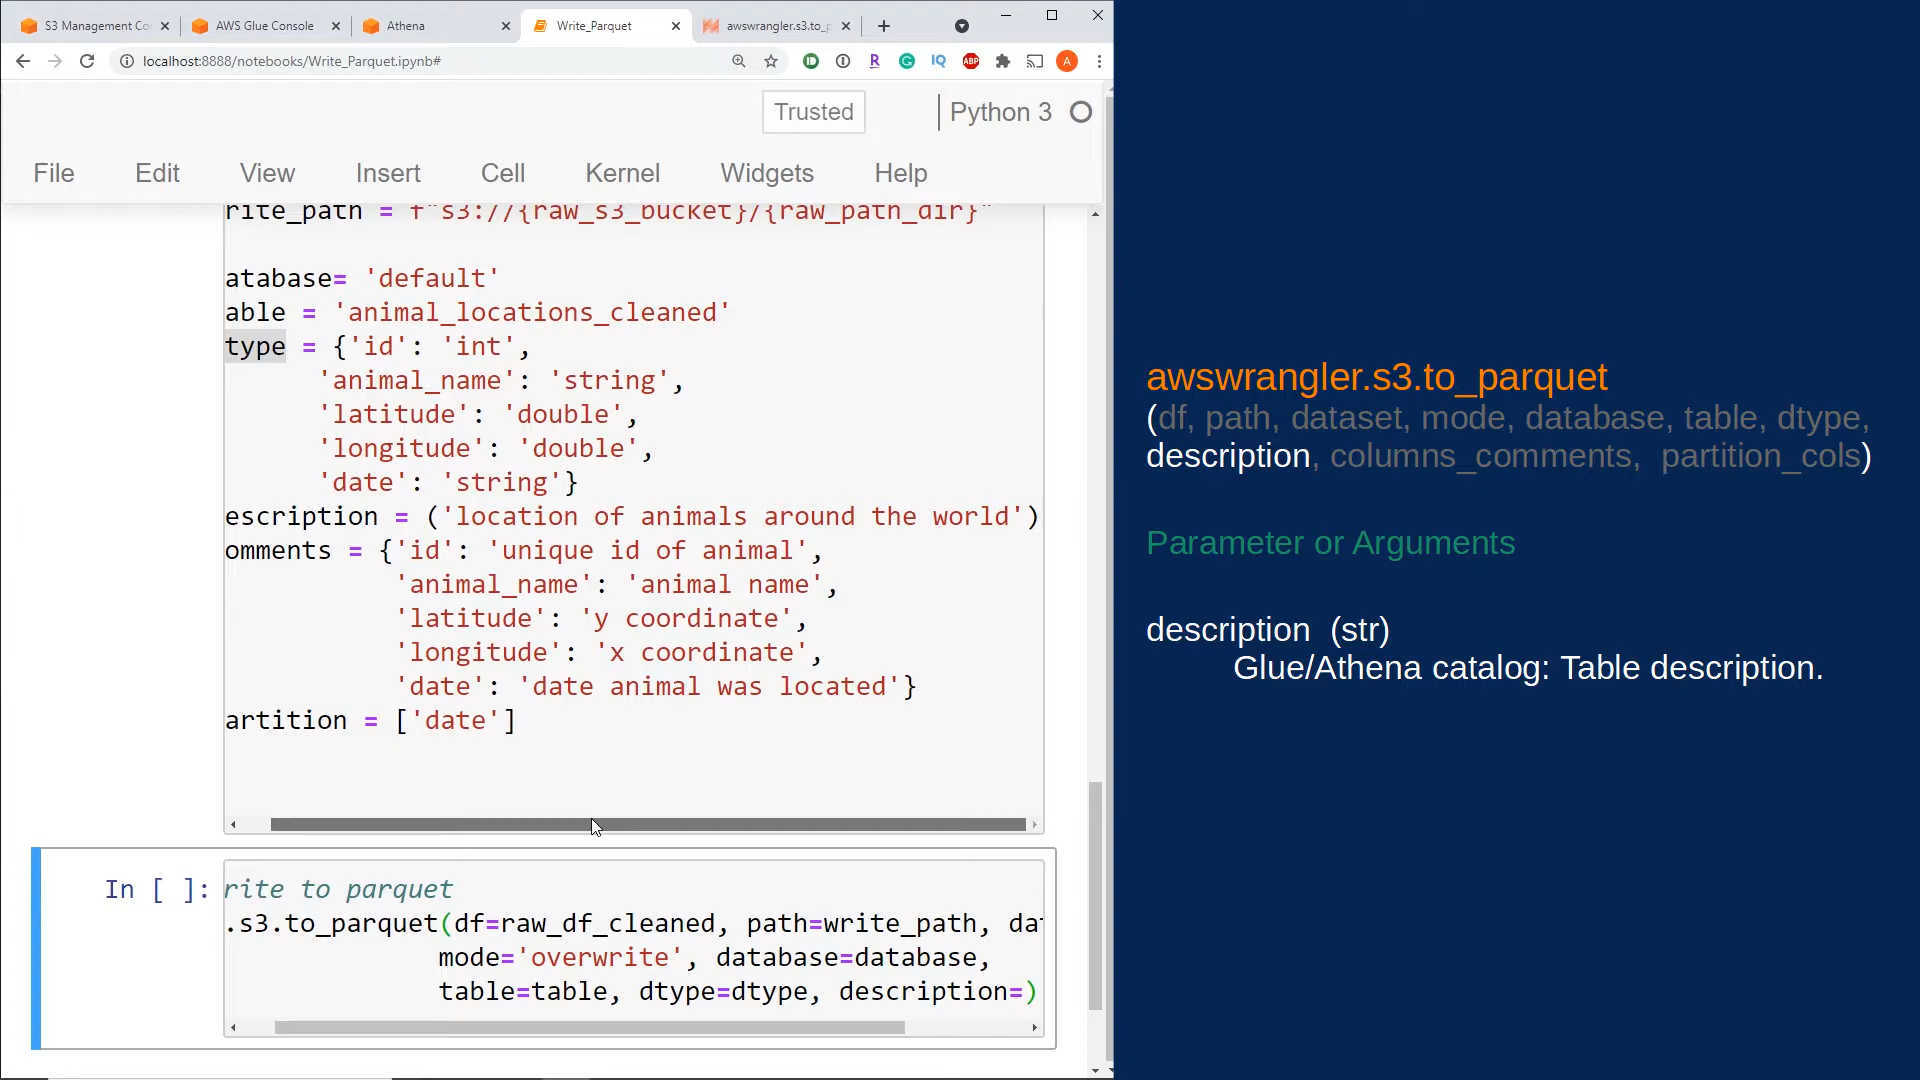 S3 Management Co
AWS Glue Console
Athena
Write_Parquet
awswrangler.s3.to_p
localhost:8888/notebooks/Write_Parquet.ipynb#
IQ
ABP
A
Trusted
Python 3
File Edit View Insert Cell Kernel Widgets Help
rite_path = f"s3://{raw_s3_bucket}/{raw_path_dir}"
atabase= 'default'
able = 'animal_locations_cleaned'
type = {'id': 'int',
'animal_name': 'string',
'latitude': 'double',
'longitude': 'double',
'date': 'string'}
escription = ('location of animals around the world')
omments = {'id': 'unique id of animal',
'animal_name': 'animal name',
'latitude': 'y coordinate',
'longitude': 'x coordinate',
'date': 'date animal was located'}
artition = ['date']
In [ ]: rite to parquet
.s3.to_parquet(df=raw_df_cleaned, path=write_path, dat
mode='overwrite', database=database,
table=table, dtype=dtype, description=)
awswrangler.s3.to_parquet
(df, path, dataset, mode, database, table, dtype,
description, columns_comments, partition_cols)
Parameter or Arguments
description (str)
Glue/Athena catalog: Table description.